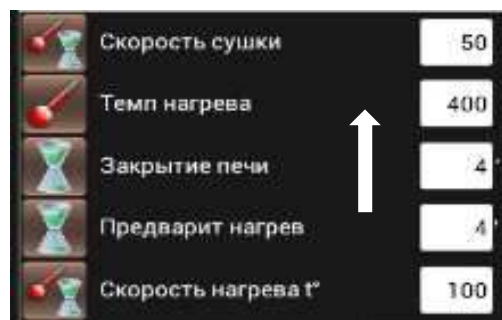 Скорость сушки 50
Темп нагрева 400
Закрытие печи 4'
Предварит нагрев 4'
Скорость нагрева t° 100